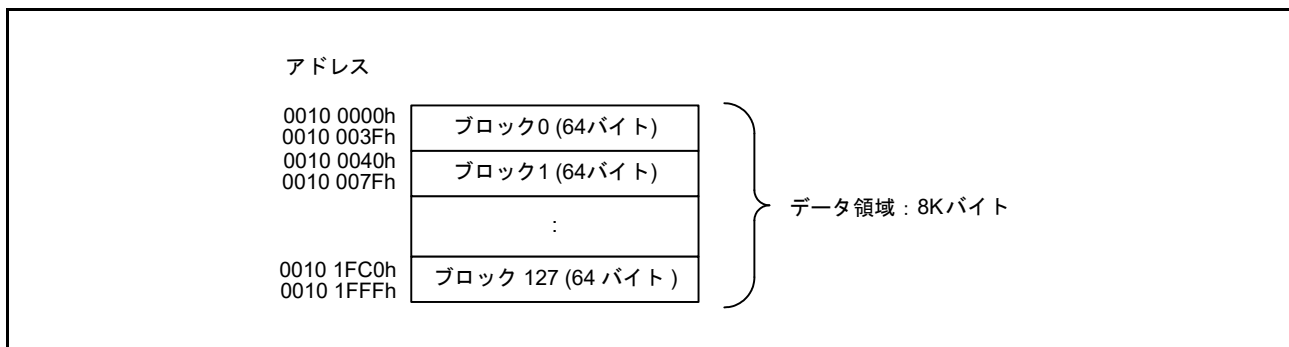 アドレス
0010 0000h
0010 003Fh
ブロック0 (64バイト)
0010 0040h
0010 007Fh
ブロック1 (64バイト)
:
データ領域：8Kバイト
0010 1FC0h
0010 1FFFh
ブロック 127 (64 バイト )